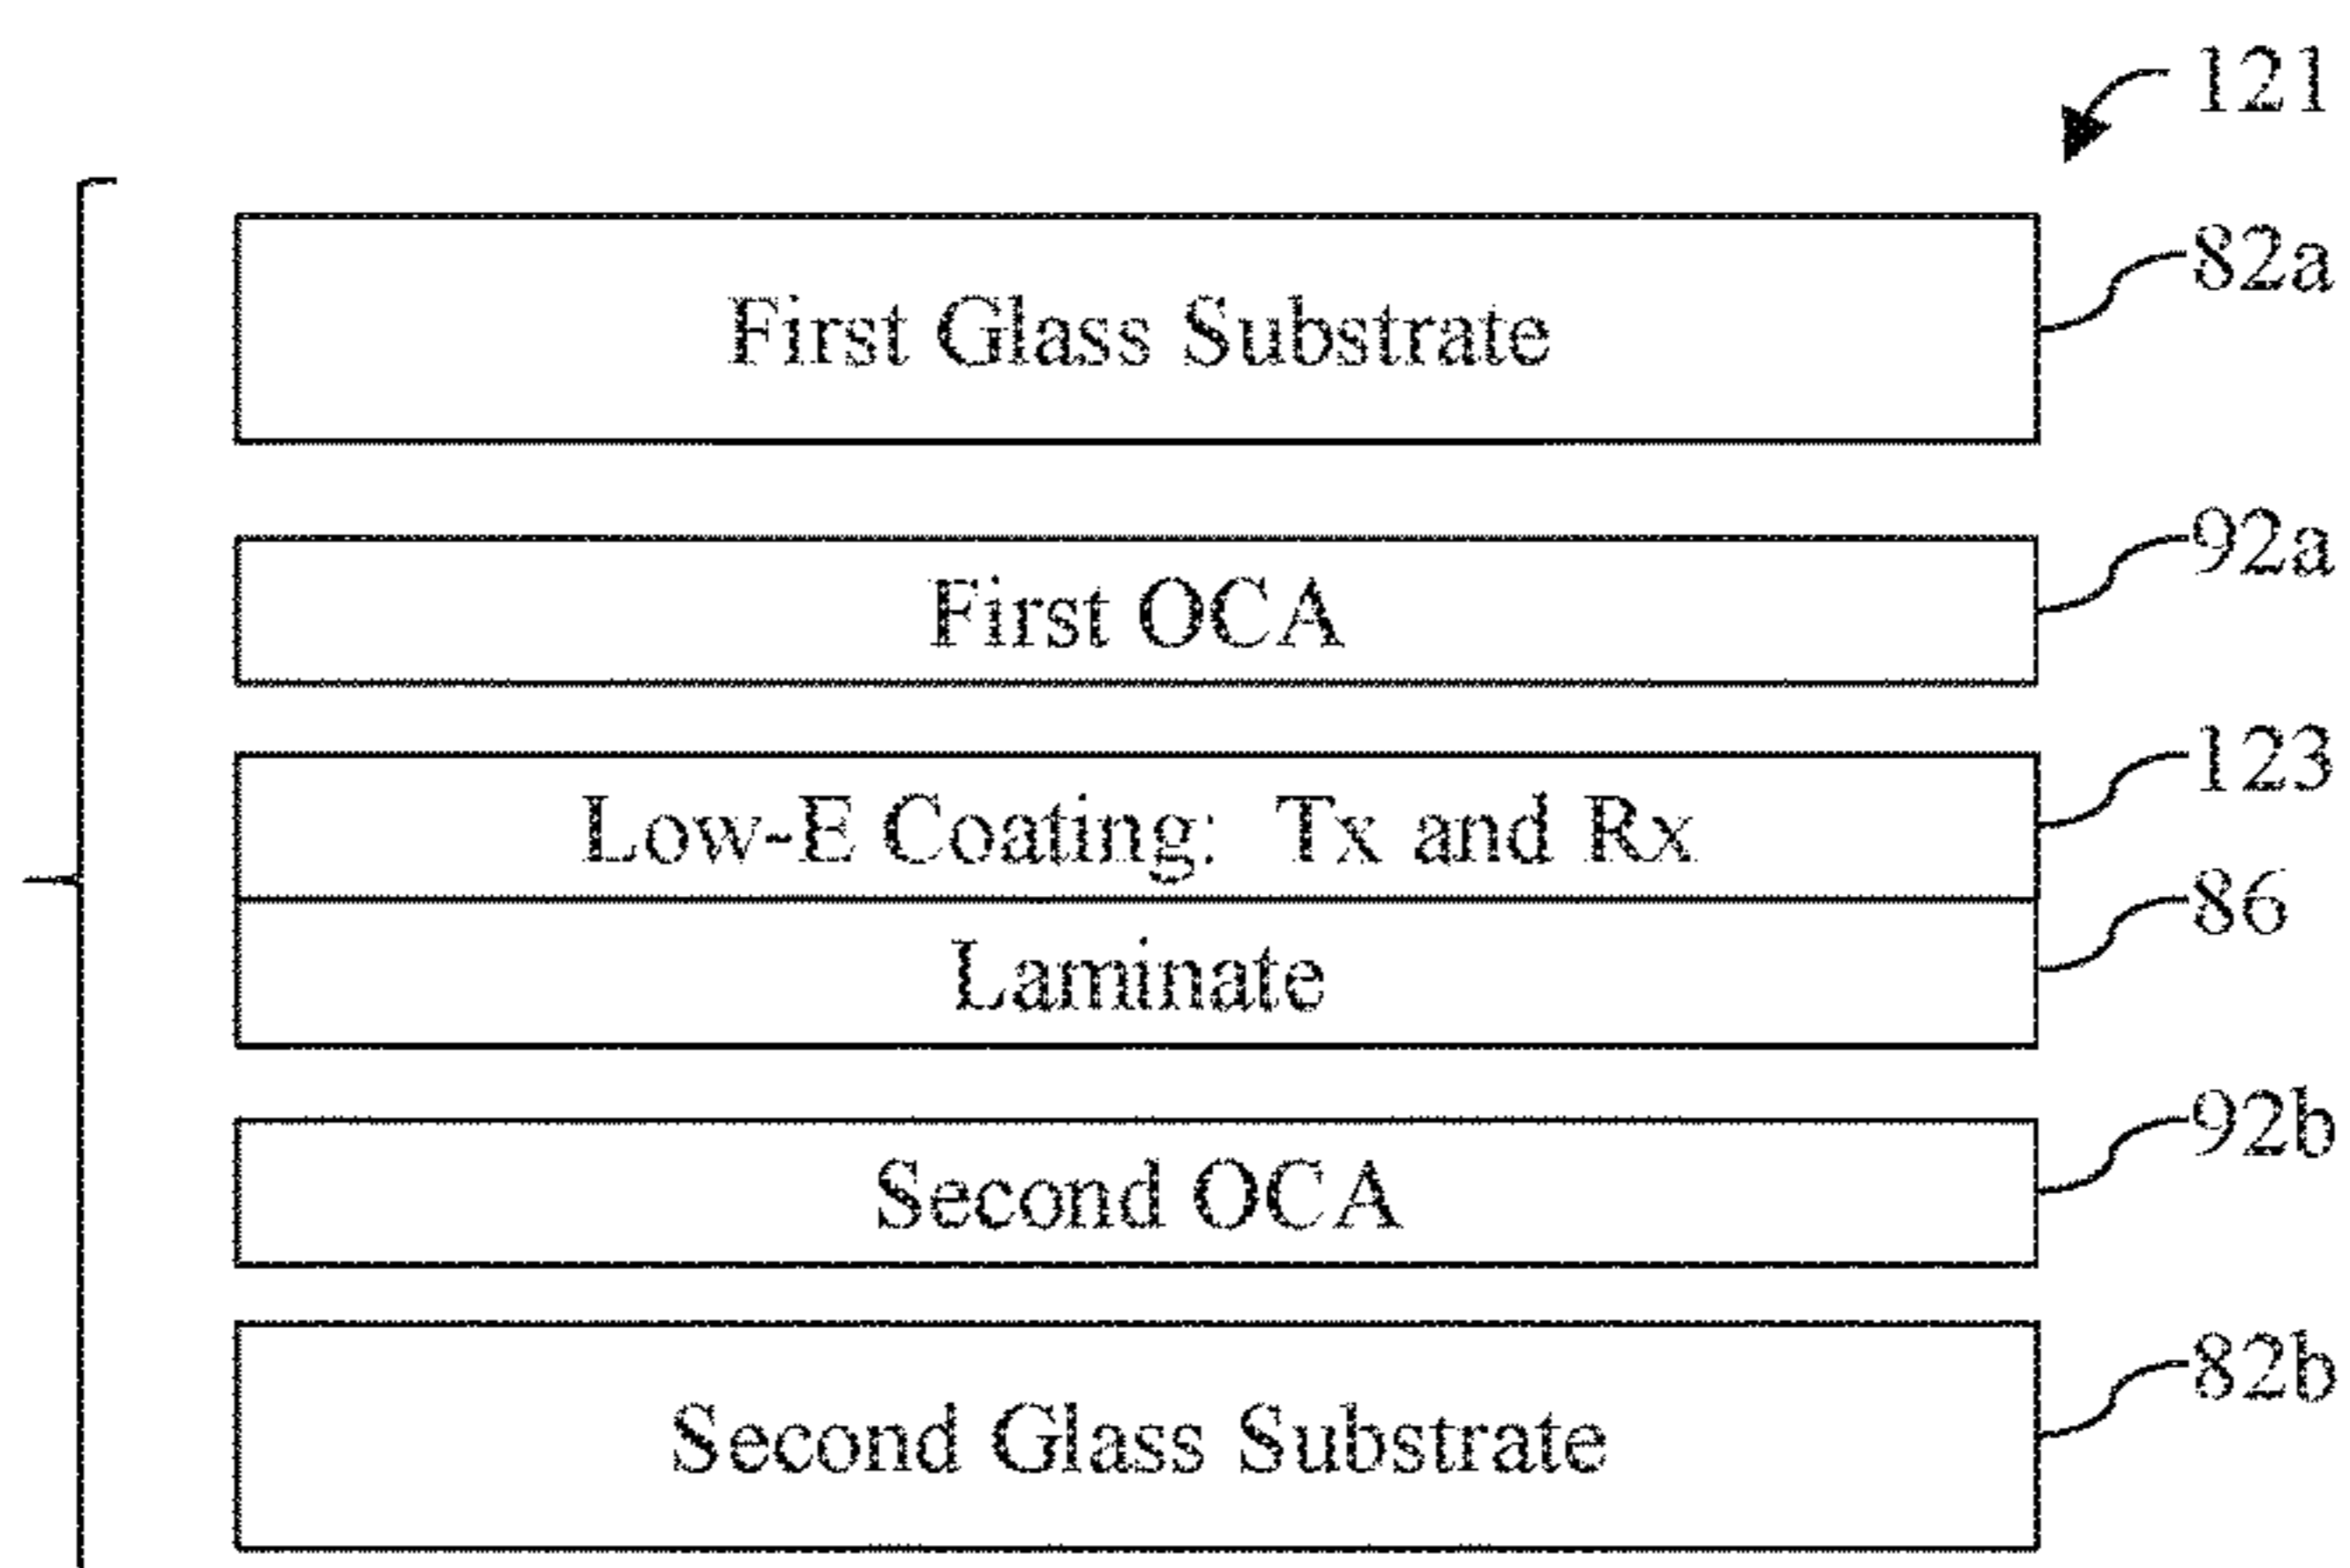 121
82a
First Glass Substrate
92a
First OCA
123
Low-E Coating: Tx and Rx
86
Laminate
92b
Second OCA
82b
Second Glass Substrate